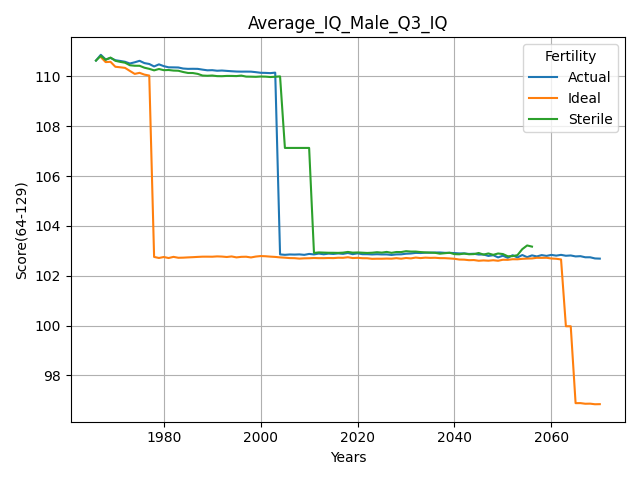 Average_IQ_Male_Q3_IQ
Score(64-129)
110
108
106
104
102
100
98
Fertility
Actual
Ideal
Sterile
1980
2000
2020
2040
2060
Years